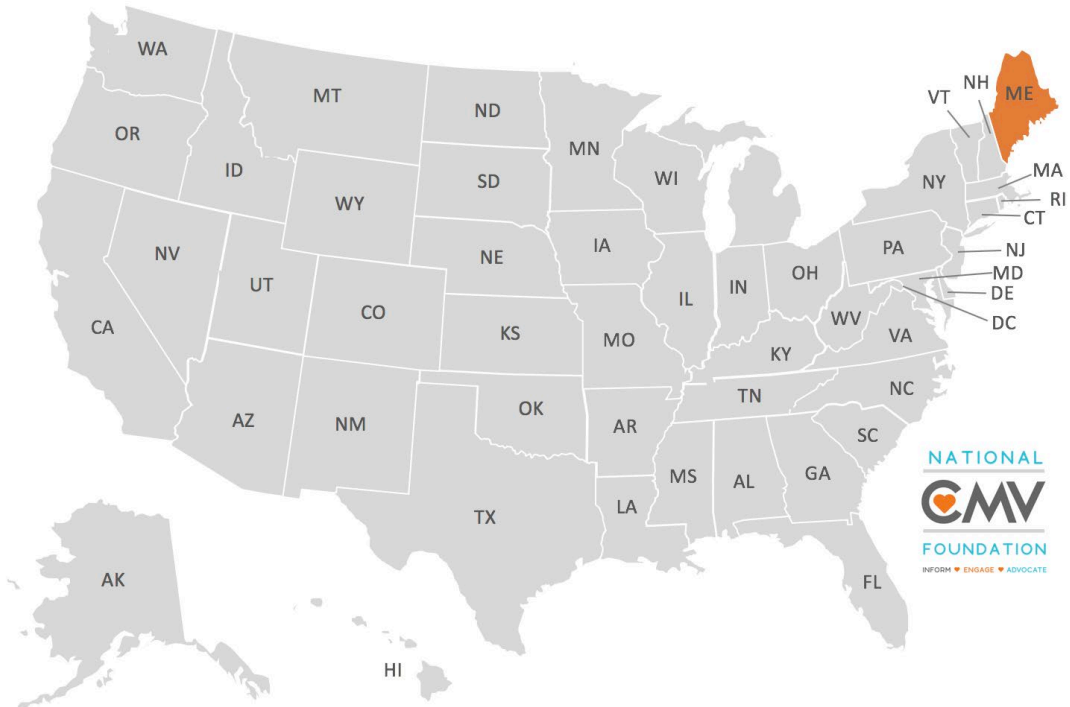 WA
MT
ND
MN
OR
ID
SD
WI
WY
NH
VT
ME
NY
MA
RI
CT
NV
UT
NE
IA
PA
NJ
MD
DE
DC
CA
CO
IL
IN
OH
WV
VA
KS
MO
KY
NC
TN
AZ
NM
OK
AR
SC
MS
AL
GA
TX
LA
FL
AK
HI
NATIONAL
CMV
FOUNDATION
INFORM ENGAGE ADVOCATE